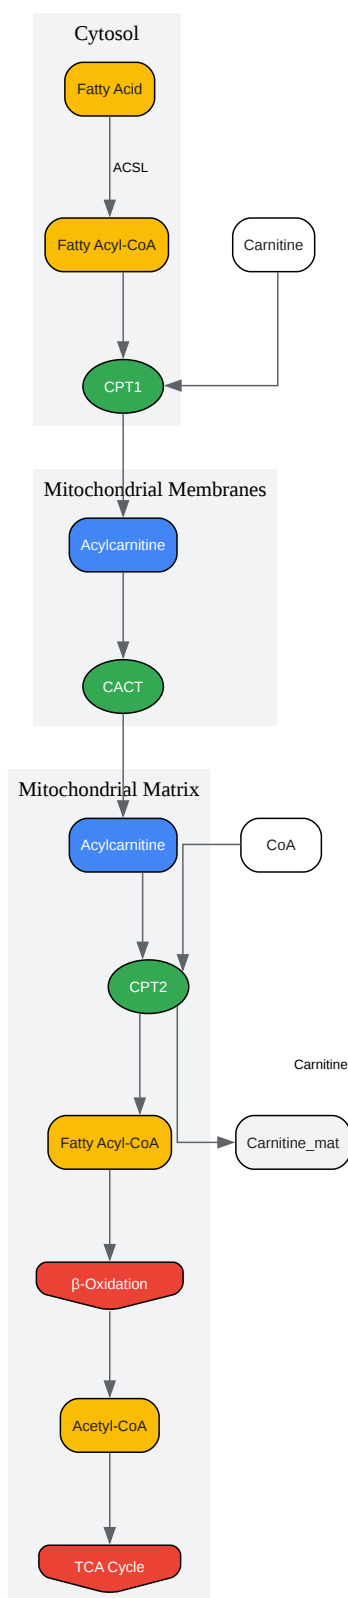 Cytosol
Fatty Acid
ACSL
Fatty Acyl-CoA
Carnitine
CPT1
Mitochondrial Membranes
Acylcarnitine
CACT
Mitochondrial Matrix
Acylcarnitine
CoA
CPT2
Carnitine
Fatty Acyl-CoA
Carnitine_mat
β-Oxidation
Acetyl-CoA
TCA Cycle